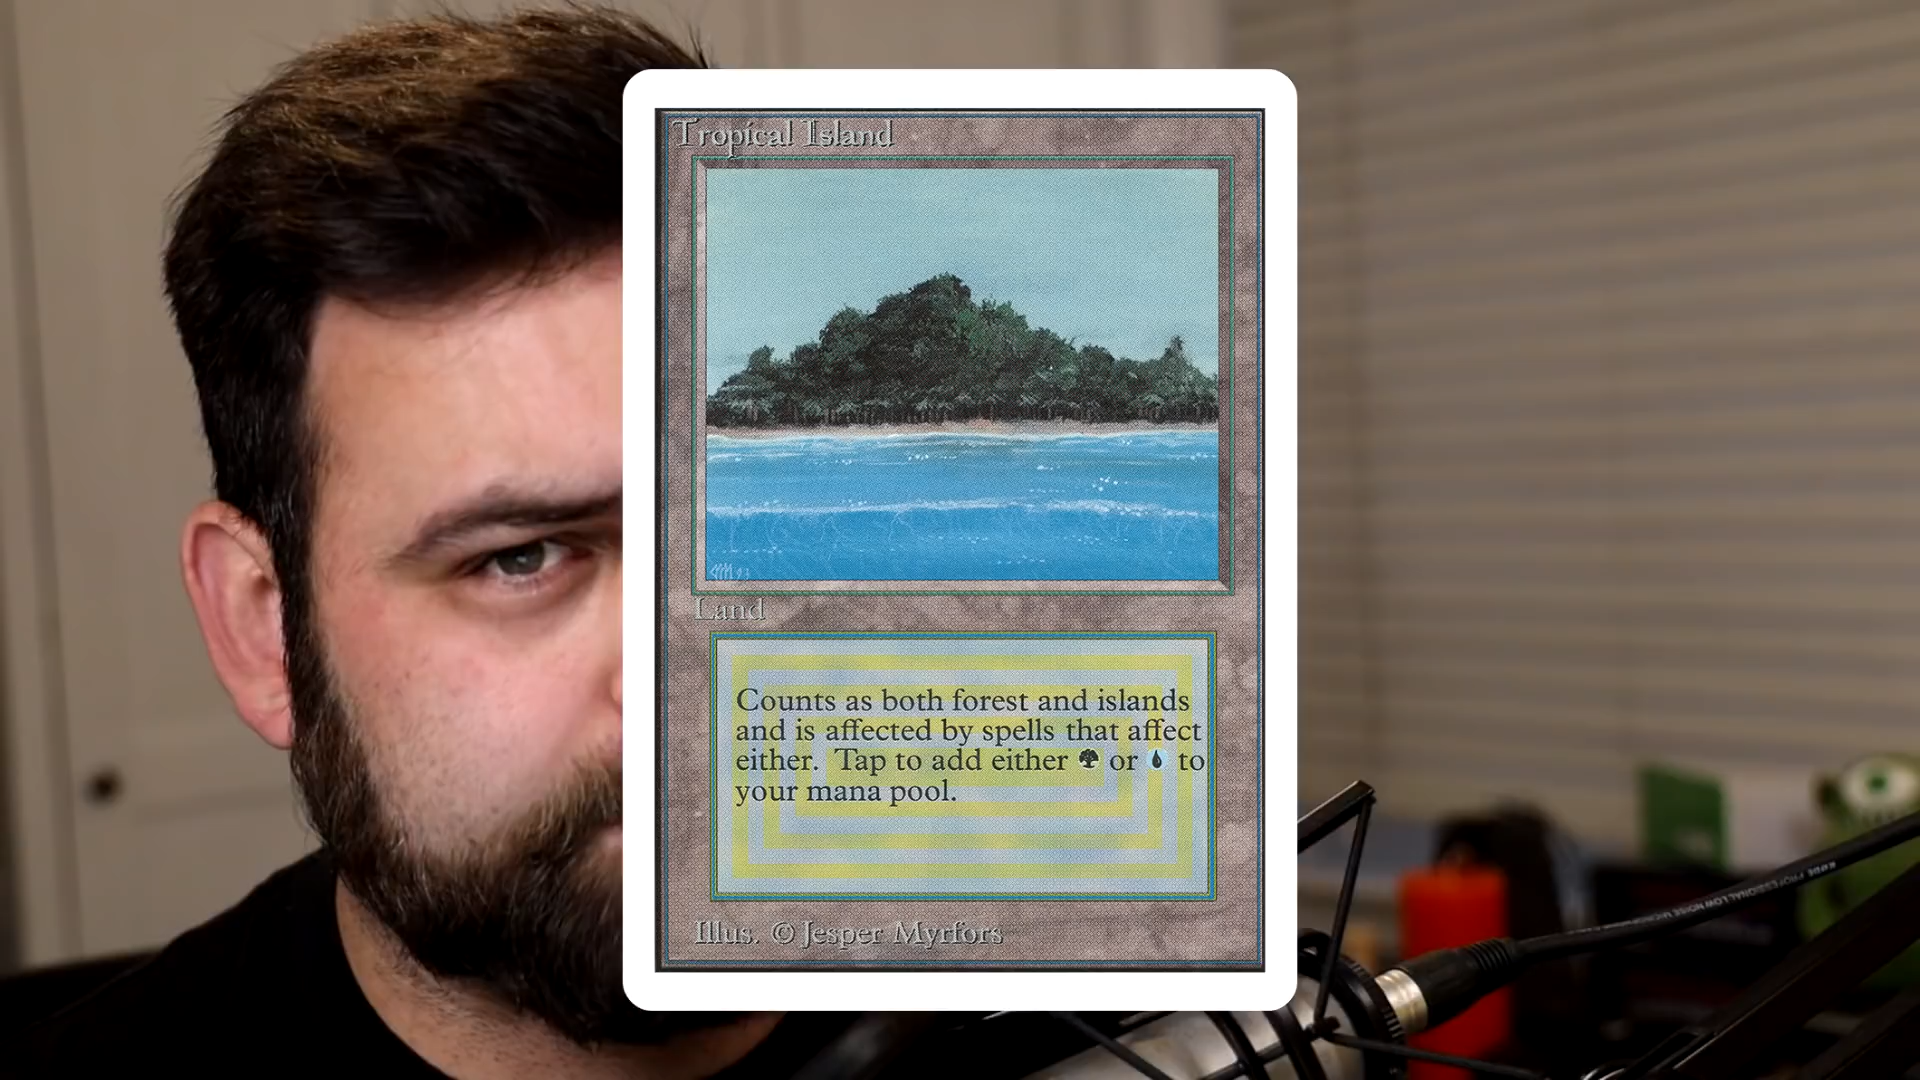 Tropical Island
Land
Counts as both forest and islands
and is affected by spells that affect
either. Tap to add either or to
your mana pool.
Illus. © Jesper Myrfors